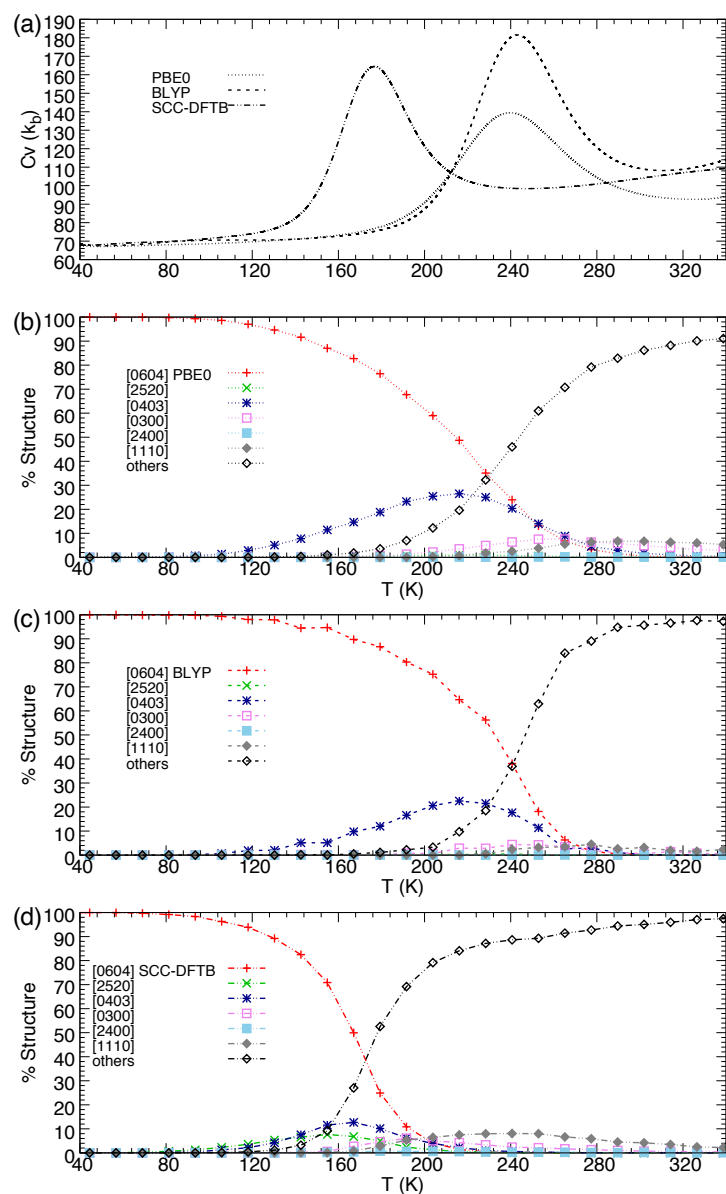 (a)
190
180
170
160
150
140
130
120
110
100
90
80
70
60
Cv (k_b)
PBE0
BLYP
SCC-DFTB
40 80 120 160 200 240 280 320
(b)
100
90
80
70
60
50
40
30
20
10
0
% Structure
[0604] PBE0
[2520]
[0403]
[0300]
[2400]
[1110]
others
40 80 120 160 200 240 280 320
T (K)
(c)
100
90
80
70
60
50
40
30
20
10
0
% Structure
[0604] BLYP
[2520]
[0403]
[0300]
[2400]
[1110]
others
40 80 120 160 200 240 280 320
T (K)
(d)
100
90
80
70
60
50
40
30
20
10
0
% Structure
[0604] SCC-DFTB
[2520]
[0403]
[0300]
[2400]
[1110]
others
40 80 120 160 200 240 280 320
T (K)